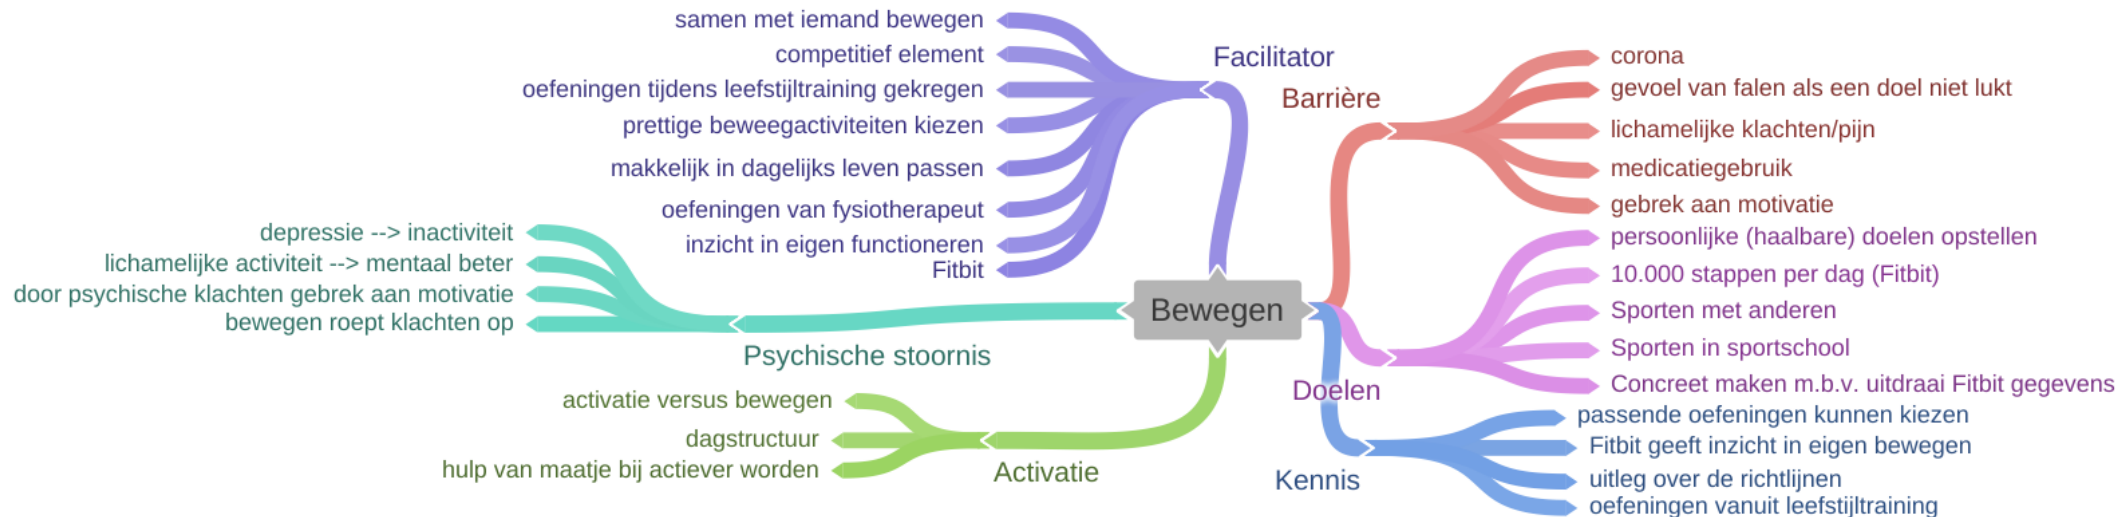 samen met iemand bewegen
competitief element
oefeningen tijdens leefstijltraining gekregen
prettige beweegactiviteiten kiezen
makkelijk in dagelijks leven passen
oefeningen van fysiotherapeut
inzicht in eigen functioneren
Fitbit
Facilitator
Barrière
corona
gevoel van falen als een doel niet lukt
lichamelijke klachten/pijn
medicatiegebruik
gebrek aan motivatie
depressie --> inactiviteit
lichamelijke activiteit --> mentaal beter
door psychische klachten gebrek aan motivatie
bewegen roept klachten op
Psychische stoornis
Bewegen
persoonlijke (haalbare) doelen opstellen
10.000 stappen per dag (Fitbit)
Sporten met anderen
Sporten in sportschool
Concreet maken m.b.v. uitdraai Fitbit gegevens
Doelen
activatie versus bewegen
dagstructuur
hulp van maatje bij actiever worden
Activatie
Kennis
passende oefeningen kunnen kiezen
Fitbit geeft inzicht in eigen bewegen
uitleg over de richtlijnen
oefeningen vanuit leefstijltraining